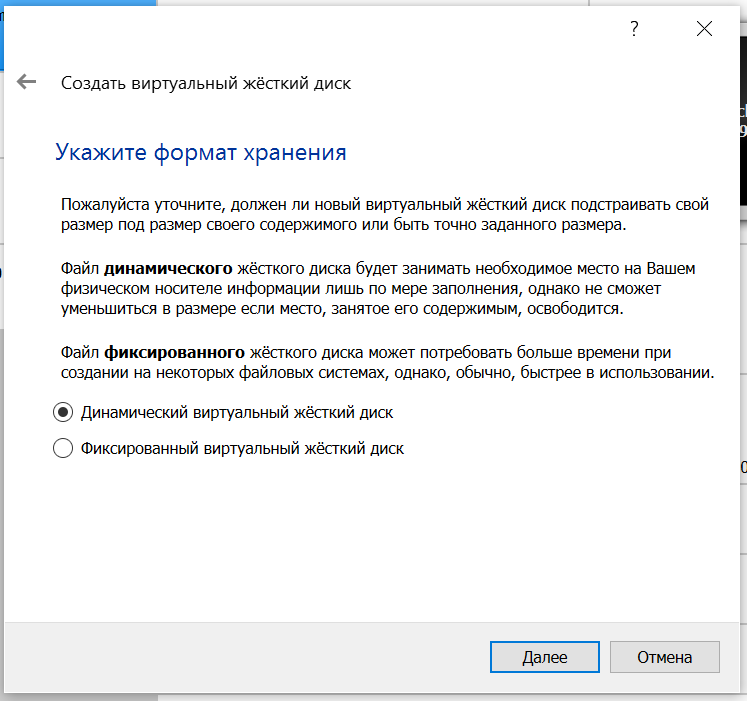 ?
Создать виртуальный жёсткий диск
Укажите формат хранения
Пожалуйста уточните, должен ли новый виртуальный жёсткий диск подстраивать свой
размер под размер своего содержимого или быть точно заданного размера.
Файл динамического жёсткого диска будет занимать необходимое место на Вашем
физическом носителе информации лишь по мере заполнения, однако не сможет
уменьшиться в размере если место, занятое его содержимым, освободится.
Файл фиксированного жёсткого диска может потребовать больше времени при
создании на некоторых файловых системах, однако, обычно, быстрее в использовании.
Динамический виртуальный жёсткий диск
Фиксированный виртуальный жёсткий диск
Далее
Отмена